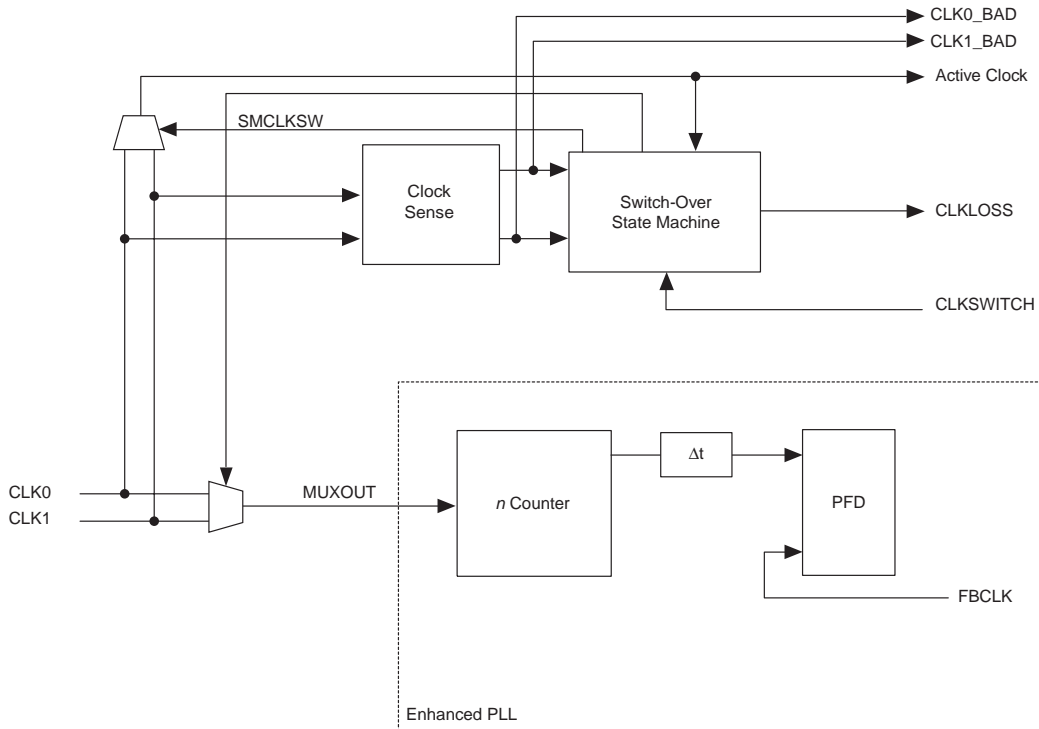 CLK0_BAD
CLK1_BAD
Active Clock
SMCLKSW
Clock
Sense
Switch-Over
State Machine
CLKLOSS
CLKSWITCH
CLK0
CLK1
MUXOUT
n Counter
Δt
PFD
FBCLK
Enhanced PLL